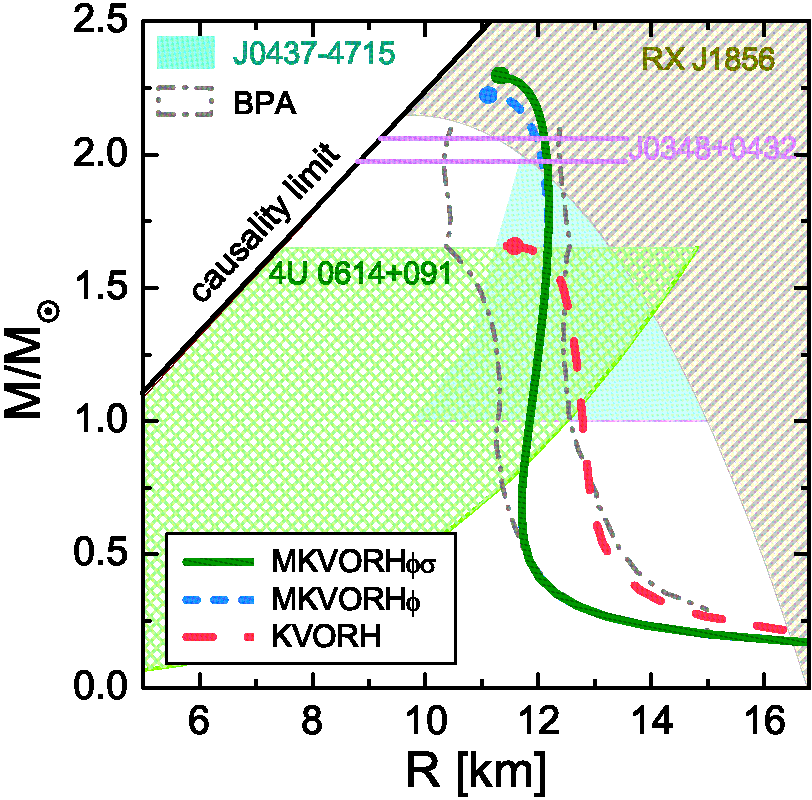 2.5
2.0
1.5
1.0
0.5
0.0
M/M☉
J0437-4715
BPA
RX J1856
J0348+0432
causality limit
4U 0614+091
MKVORHϕσ
MKVORHϕ
KVORH
6 8 10 12 14 16
R [km]